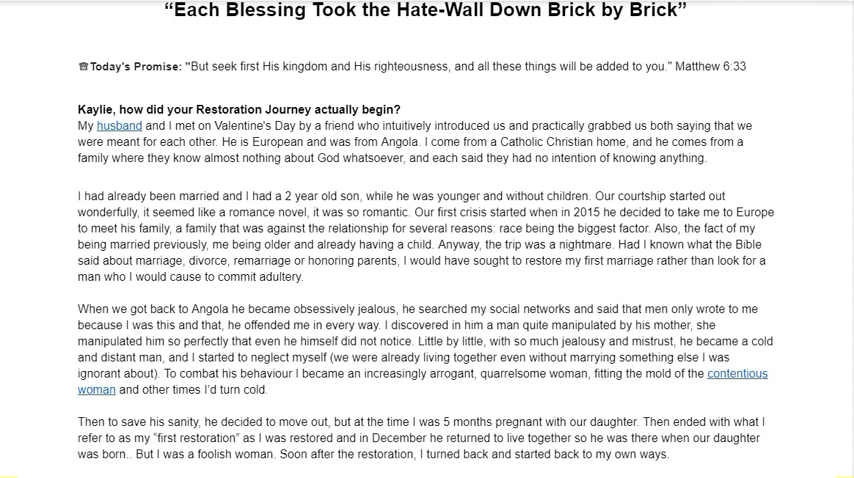 “Each Blessing Took the Hate-Wall Down Brick by Brick”
♕Today's Promise: "But seek first His kingdom and His righteousness, and all these things will be added to you." Matthew 6:33
Kaylie, how did your Restoration Journey actually begin?
My husband and I met on Valentine's Day by a friend who intuitively introduced us and practically grabbed us both saying that we
were meant for each other. He is European and was from Angola. I come from a Catholic Christian home, and he comes from a
family where they know almost nothing about God whatsoever, and each said they had no intention of knowing anything.
I had already been married and I had a 2 year old son, while he was younger and without children. Our courtship started out
wonderfully, it seemed like a romance novel, it was so romantic. Our first crisis started when in 2015 he decided to take me to Europe
to meet his family, a family that was against the relationship for several reasons: race being the biggest factor. Also, the fact of my
being married previously, me being older and already having a child. Anyway, the trip was a nightmare. Had I known what the Bible
said about marriage, divorce, remarriage or honoring parents, I would have sought to restore my first marriage rather than look for a
man who I would cause to commit adultery.
When we got back to Angola he became obsessively jealous, he searched my social networks and said that men only wrote to me
because I was this and that, he offended me in every way. I discovered in him a man quite manipulated by his mother, she
manipulated him so perfectly that even he himself did not notice. Little by little, with so much jealousy and mistrust, he became a cold
and distant man, and I started to neglect myself (we were already living together even without marrying something else I was
ignorant about). To combat his behaviour I became an increasingly arrogant, quarrelsome woman, fitting the mold of the contentious
woman and other times I'd turn cold.
Then to save his sanity, he decided to move out, but at the time I was 5 months pregnant with our daughter. Then ended with what I
refer to as my “first restoration” as I was restored and in December he returned to live together so he was there when our daughter
was born.. But I was a foolish woman. Soon after the restoration, I turned back and started back to my own ways.